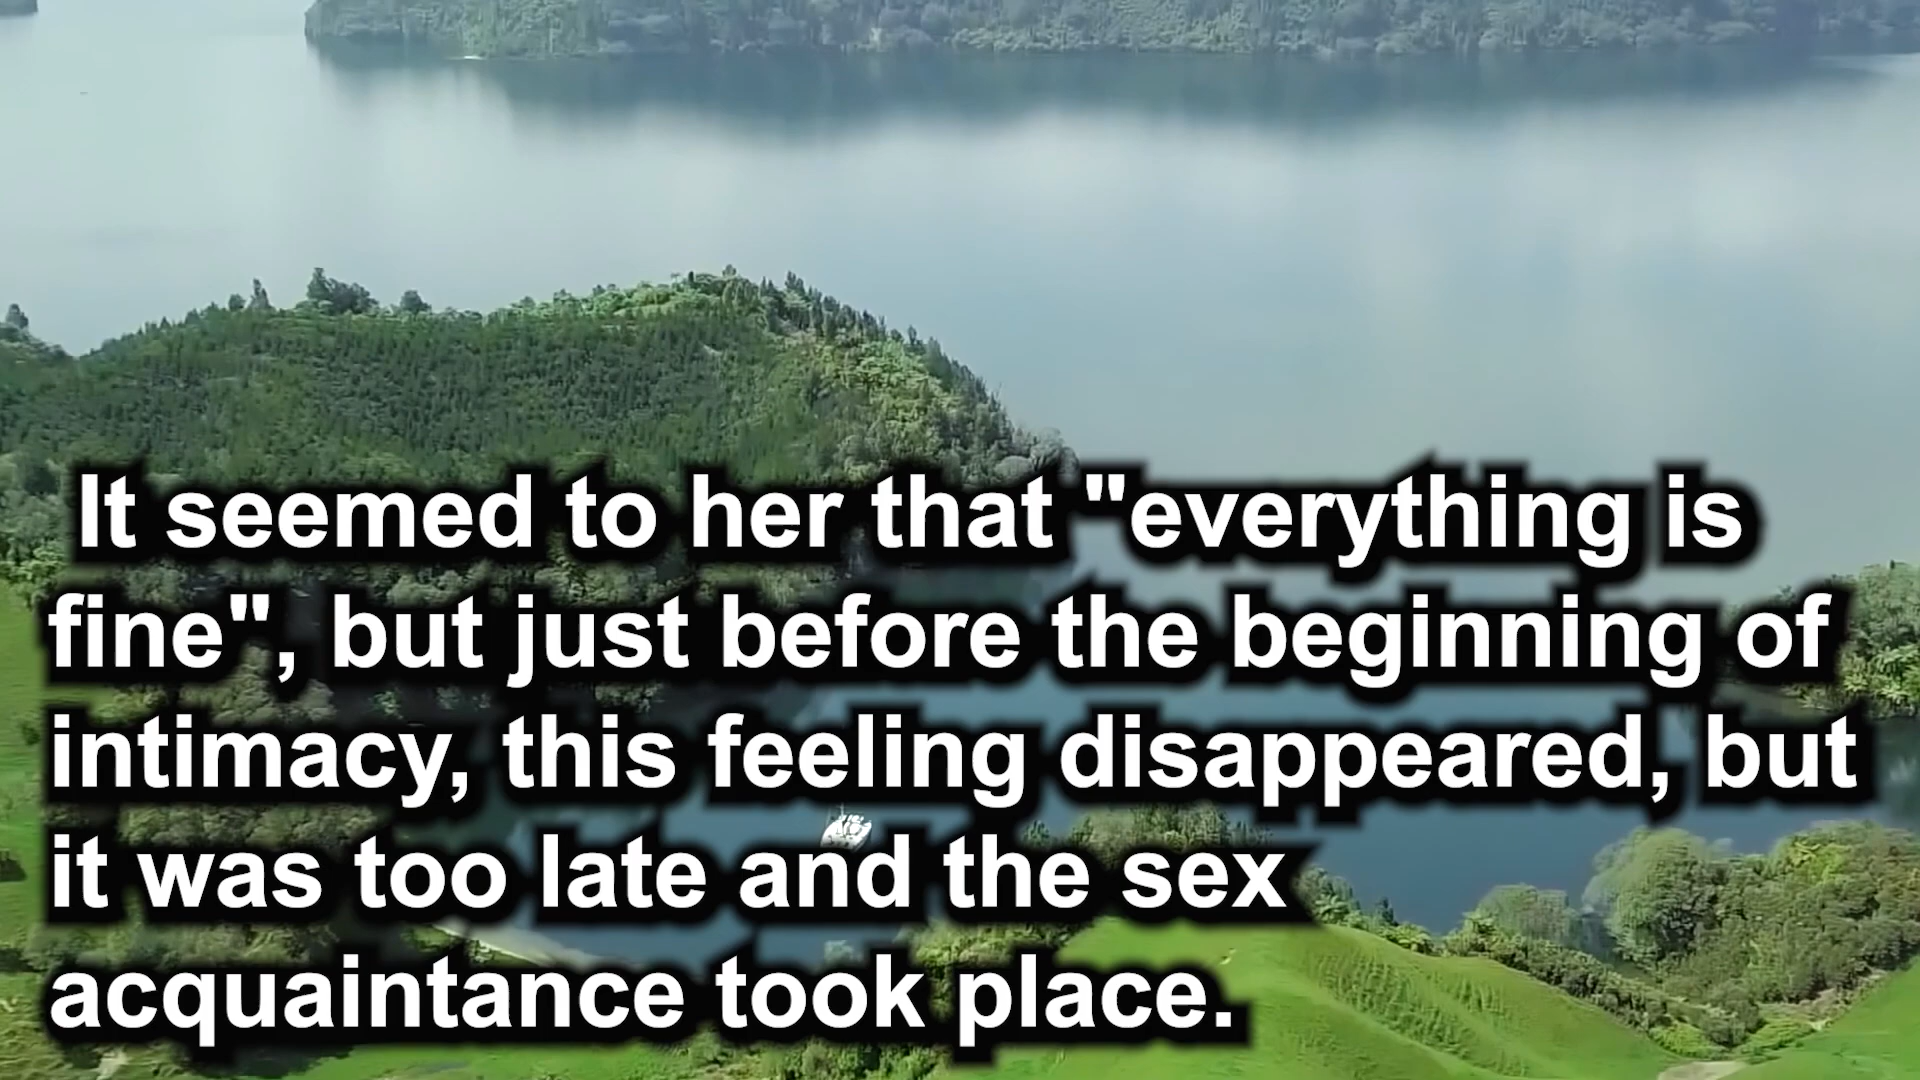 It seemed to her that "everything is
fine", but just before the beginning of
intimacy, this feeling disappeared, but
it was too late and the sex
acquaintance took place.